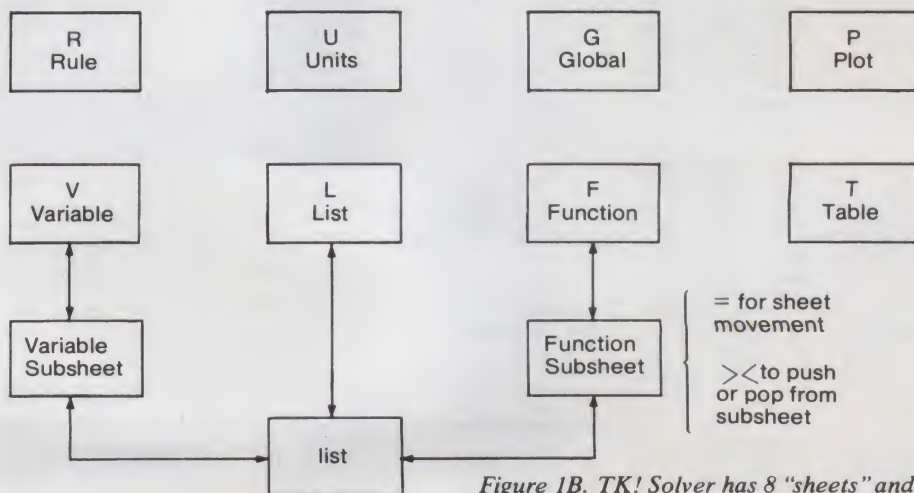 R
Rule
U
Units
G
Global
P
Plot
V
Variable
L
List
F
Function
T
Table
Variable
Subsheet
Function
Subsheet
= for sheet
movement
>< to push
or pop from
subsheet
list
Figure 1B. TK! Solver has 8 "sheets" and